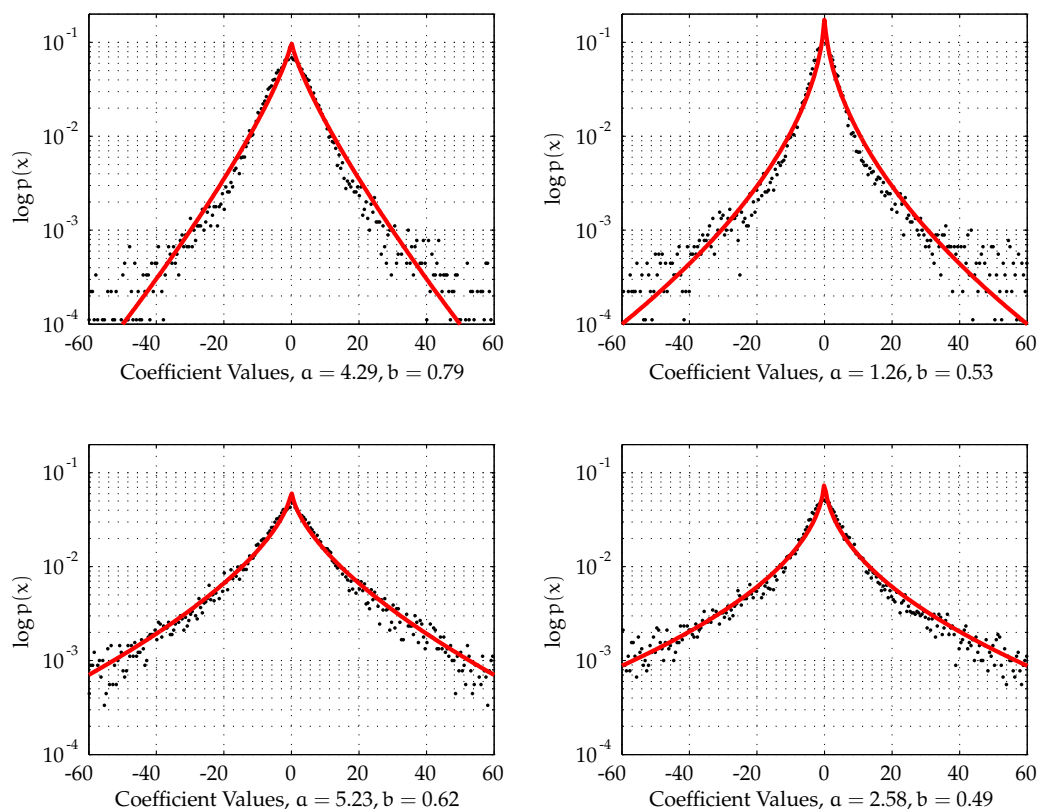 10⁻¹
10⁻²
10⁻³
10⁻⁴
log p(x)
-60 -40 -20 0 20 40 60
Coefficient Values, a = 4.29, b = 0.79
10⁻¹
10⁻²
10⁻³
10⁻⁴
log p(x)
-60 -40 -20 0 20 40 60
Coefficient Values, a = 1.26, b = 0.53
10⁻¹
10⁻²
10⁻³
10⁻⁴
log p(x)
-60 -40 -20 0 20 40 60
Coefficient Values, a = 5.23, b = 0.62
10⁻¹
10⁻²
10⁻³
10⁻⁴
log p(x)
-60 -40 -20 0 20 40 60
Coefficient Values, a = 2.58, b = 0.49